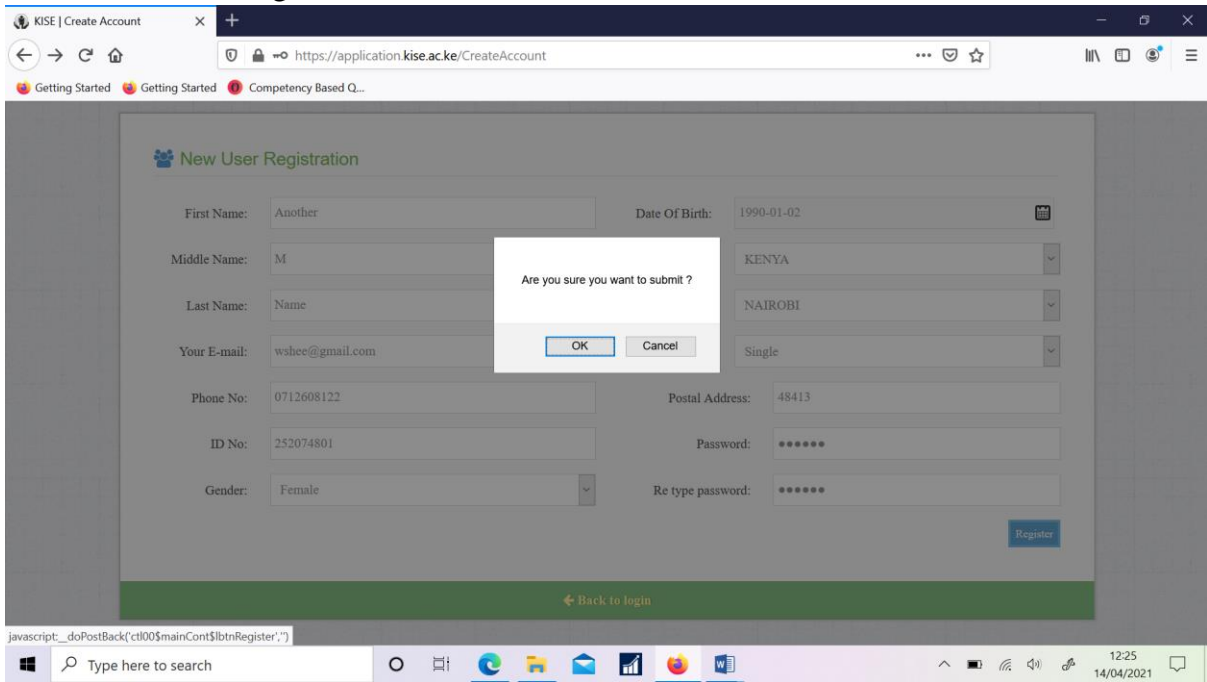 KISE | Create Account
https://application.kise.ac.ke/CreateAccount
Getting Started Getting Started Competency Based Q...
New User Registration
First Name: Another Date Of Birth: 1990-01-02
Middle Name: M KENYA
Last Name: Name NAIROBI
Your E-mail: wshee@gmail.com Single
Are you sure you want to submit ?
OK Cancel
Phone No: 0712608122 Postal Address: 48413
ID No: 252074801 Password: ●●●●●●
Gender: Female Re type password: ●●●●●●
Register
Back to login
javascript:__doPostBack('ctl00$mainCont$lbtnRegister','')
Type here to search
12:25
14/04/2021